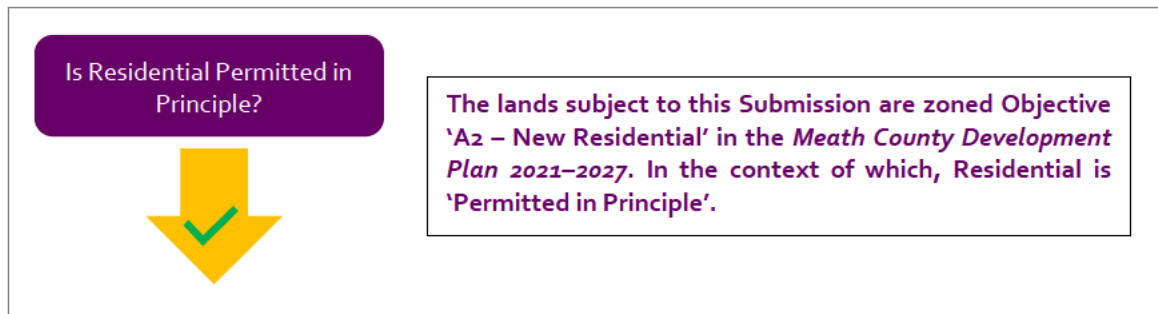 Is Residential Permitted in
Principle?
The lands subject to this Submission are zoned Objective
‘A2 – New Residential’ in the Meath County Development
Plan 2021–2027. In the context of which, Residential is
‘Permitted in Principle’.